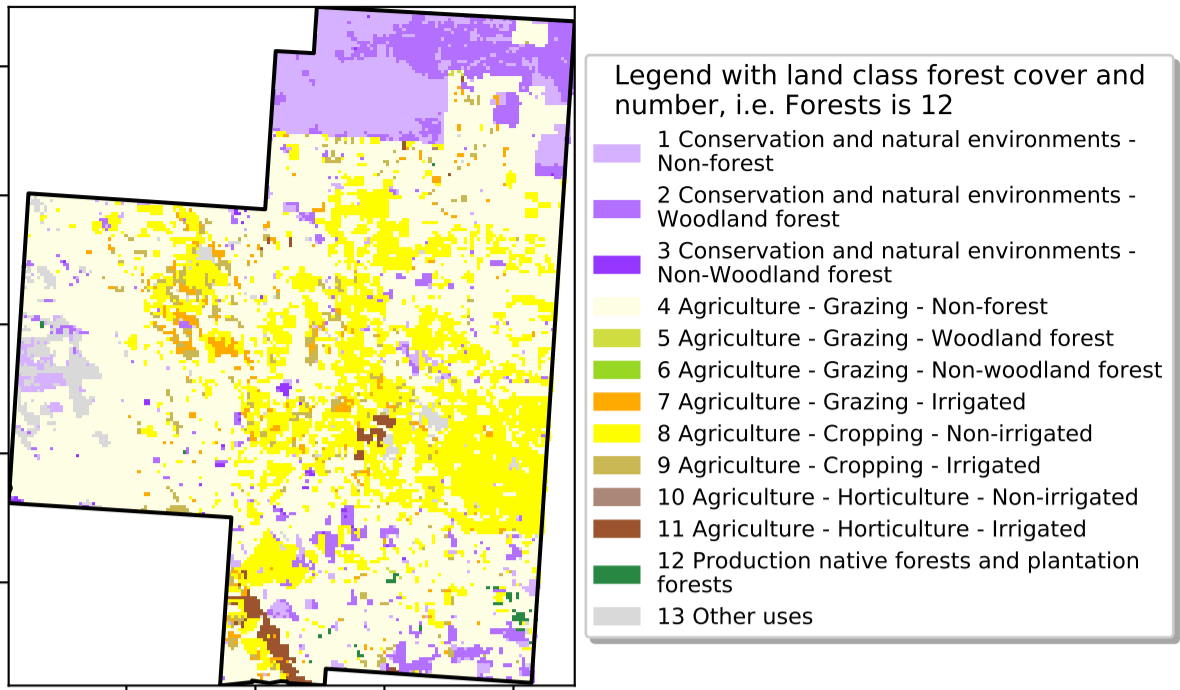 Legend with land class forest cover and
number, i.e. Forests is 12
1 Conservation and natural environments -
Non-forest
2 Conservation and natural environments -
Woodland forest
3 Conservation and natural environments -
Non-Woodland forest
4 Agriculture - Grazing - Non-forest
5 Agriculture - Grazing - Woodland forest
6 Agriculture - Grazing - Non-woodland forest
7 Agriculture - Grazing - Irrigated
8 Agriculture - Cropping - Non-irrigated
9 Agriculture - Cropping - Irrigated
10 Agriculture - Horticulture - Non-irrigated
11 Agriculture - Horticulture - Irrigated
12 Production native forests and plantation
forests
13 Other uses